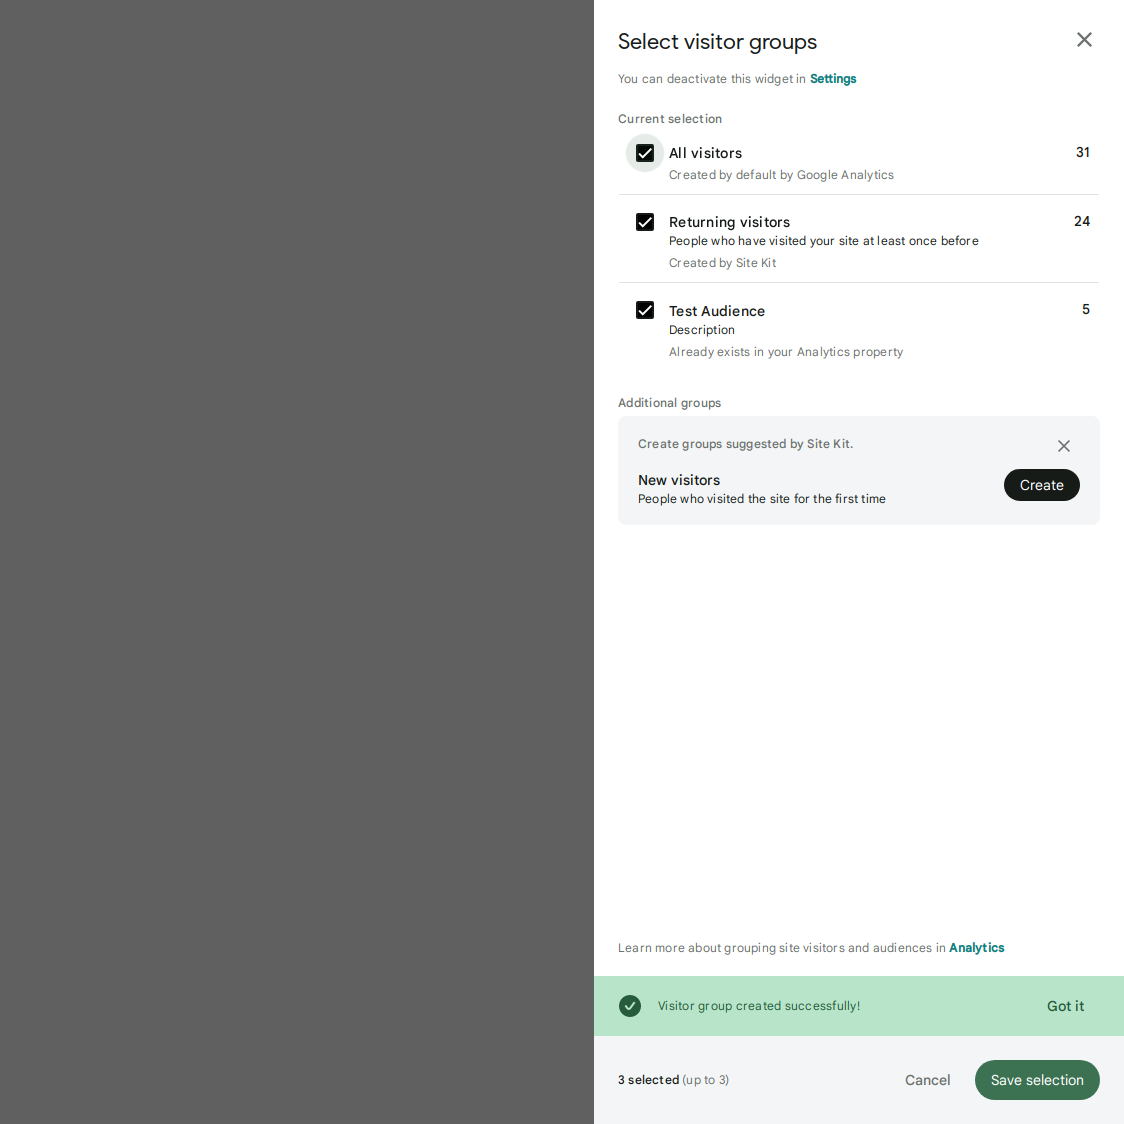 Select visitor groups
You can deactivate this widget in Settings
Current selection
All visitors 31
Created by default by Google Analytics
Returning visitors 24
People who have visited your site at least once before
Created by Site Kit
Test Audience 5
Description
Already exists in your Analytics property
Additional groups
Create groups suggested by Site Kit.
New visitors
People who visited the site for the first time
Create
Learn more about grouping site visitors and audiences in Analytics
Visitor group created successfully! Got it
3 selected (up to 3) Cancel Save selection